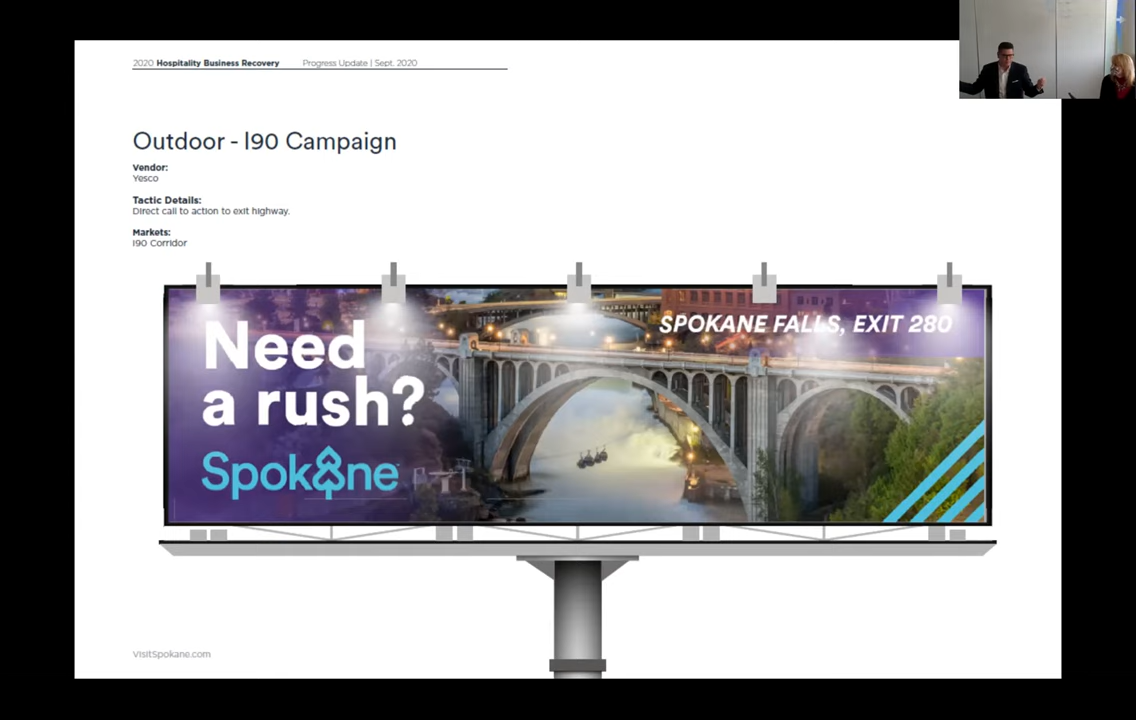 2020 Hospitality Business Recovery Progress Update | Sept. 2020
Outdoor - I90 Campaign
Vendor:
Yesco
Tactic Details:
Direct call to action to exit highway.
Markets:
I90 Corridor
Need
a rush?
Spokane
SPOKANE FALLS, EXIT 280
VisitSpokane.com